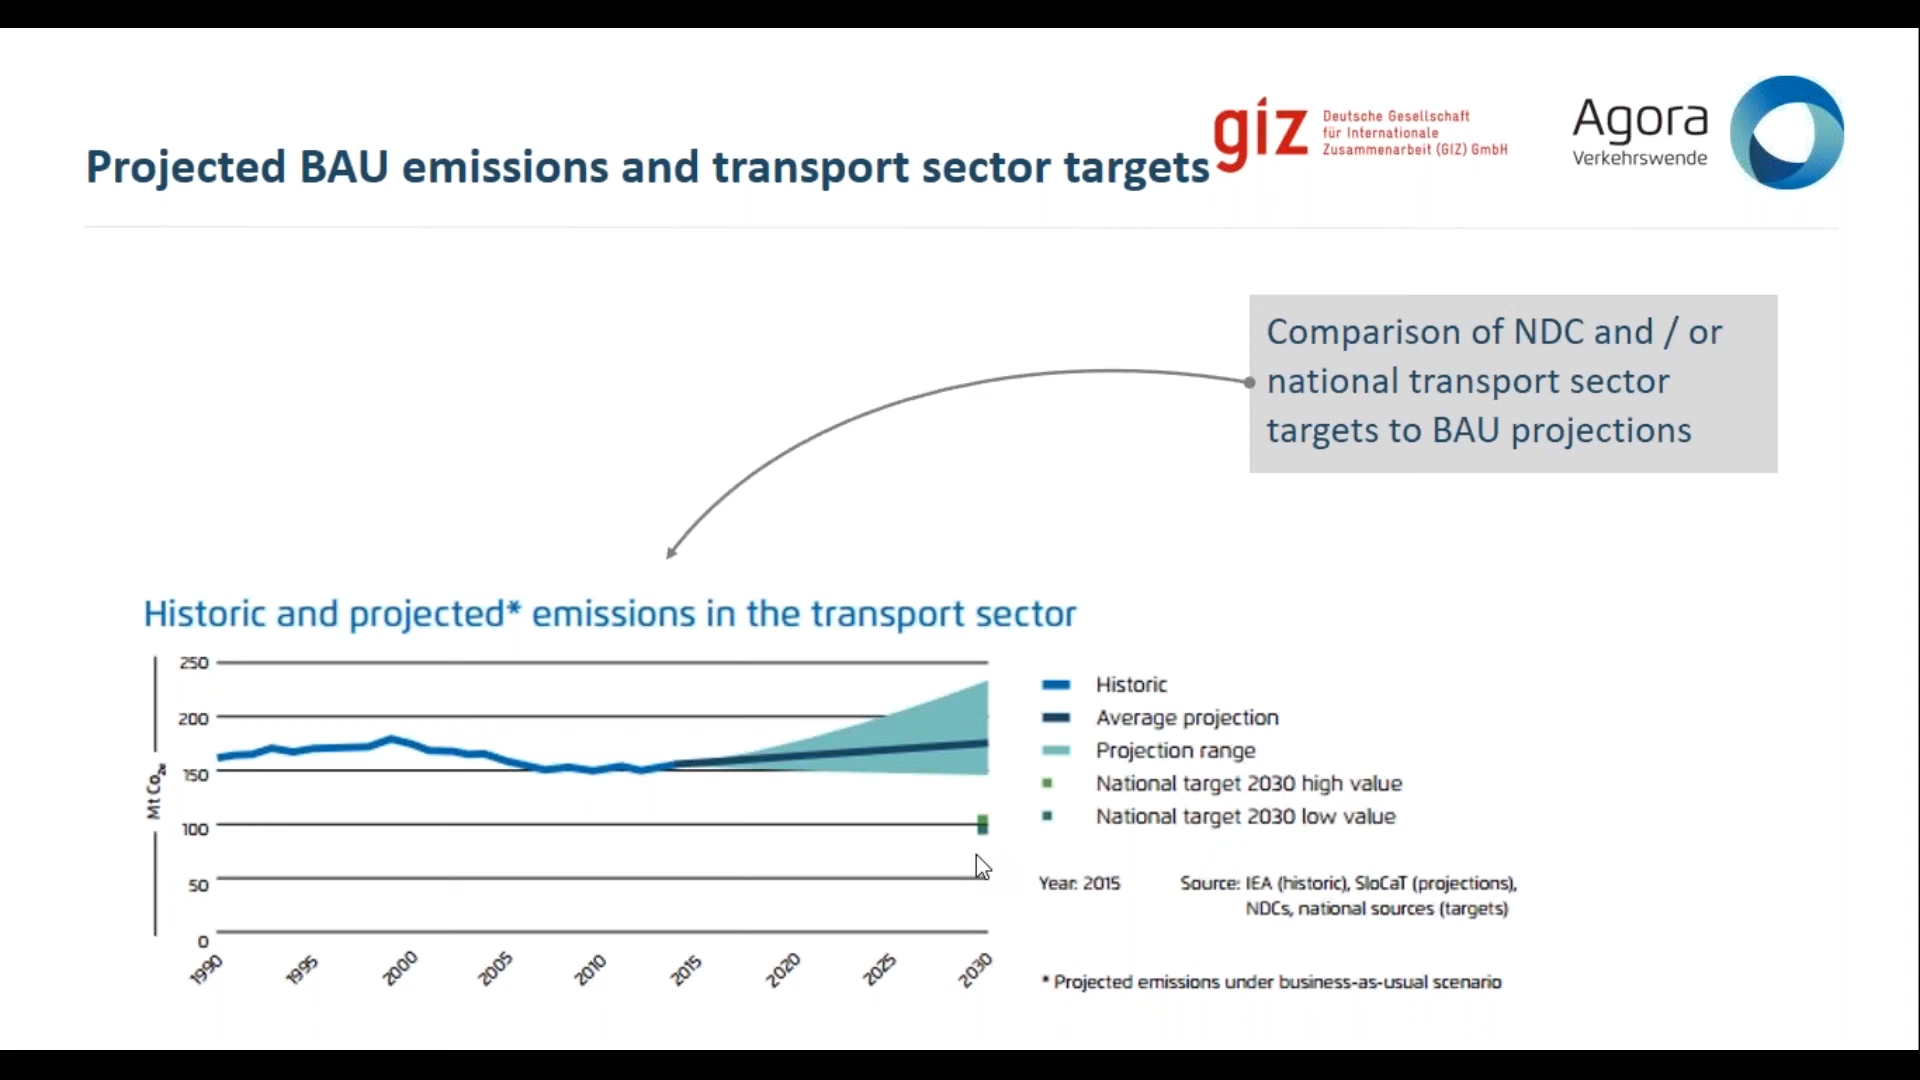 Projected BAU emissions and transport sector targets
giz
Deutsche Gesellschaft
für Internationale
Zusammenarbeit (GIZ) GmbH
Agora
Verkehrswende
Comparison of NDC and / or
national transport sector
targets to BAU projections
Historic and projected* emissions in the transport sector
Mt Co2e
250
200
150
100
50
0
1990
1995
2000
2005
2010
2015
2020
2025
2030
Historic
Average projection
Projection range
National target 2030 high value
National target 2030 low value
Year: 2015
Source: IEA (historic), SloCaT (projections),
NDCs, national sources (targets)
* Projected emissions under business-as-usual scenario